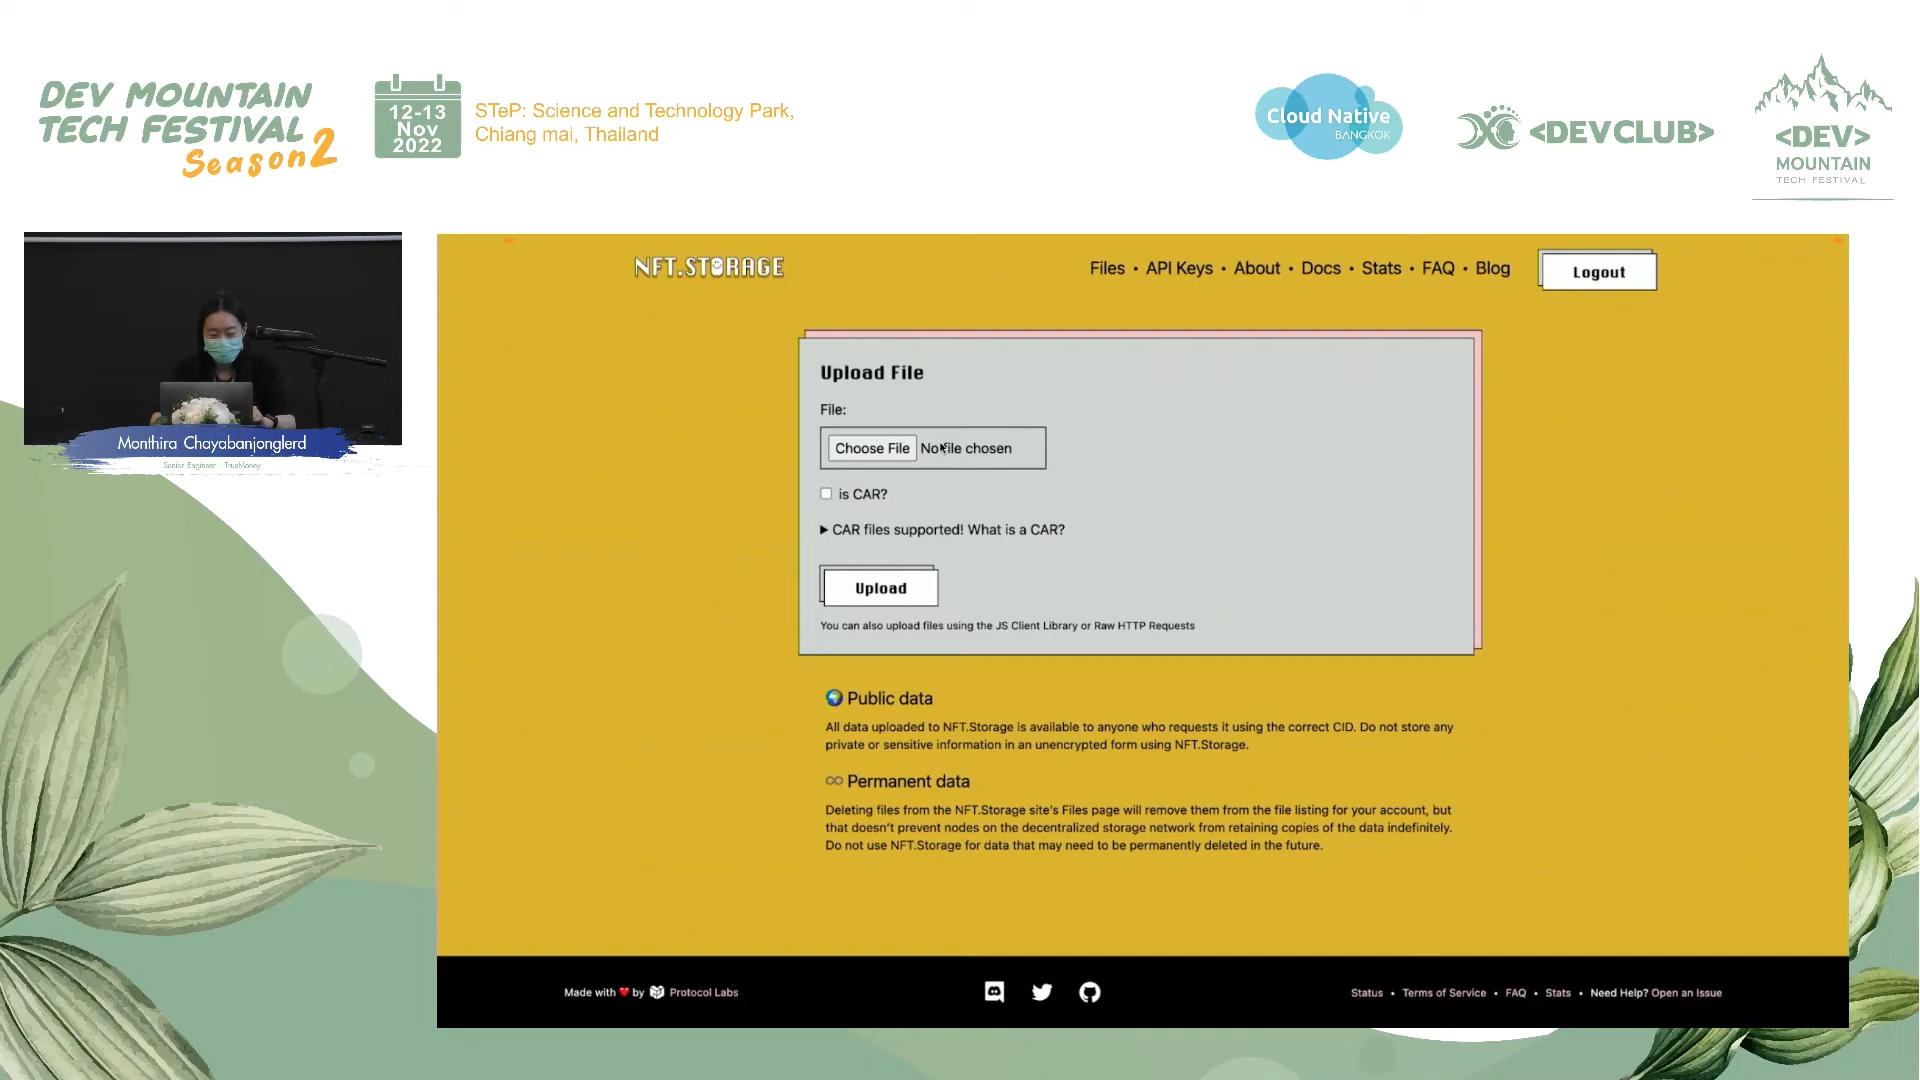 DEV MOUNTAIN
TECH FESTIVAL
Season 2
12-13
Nov
2022
STeP: Science and Technology Park,
Chiang mai, Thailand
Cloud Native
BANGKOK
<DEVCLUB>
<DEV>
MOUNTAIN
TECH FESTIVAL
Monthira Chayabanjonglerd
Senior Engineer - TrueMoney
NFT.STORAGE
Files • API Keys • About • Docs • Stats • FAQ • Blog
Logout
Upload File
File:
Choose File No file chosen
is CAR?
▶ CAR files supported! What is a CAR?
Upload
You can also upload files using the JS Client Library or Raw HTTP Requests
Public data
All data uploaded to NFT.Storage is available to anyone who requests it using the correct CID. Do not store any
private or sensitive information in an unencrypted form using NFT.Storage.
Permanent data
Deleting files from the NFT.Storage site's Files page will remove them from the file listing for your account, but
that doesn't prevent nodes on the decentralized storage network from retaining copies of the data indefinitely.
Do not use NFT.Storage for data that may need to be permanently deleted in the future.
Made with ❤ by Protocol Labs
Status • Terms of Service • FAQ • Stats • Need Help? Open an Issue